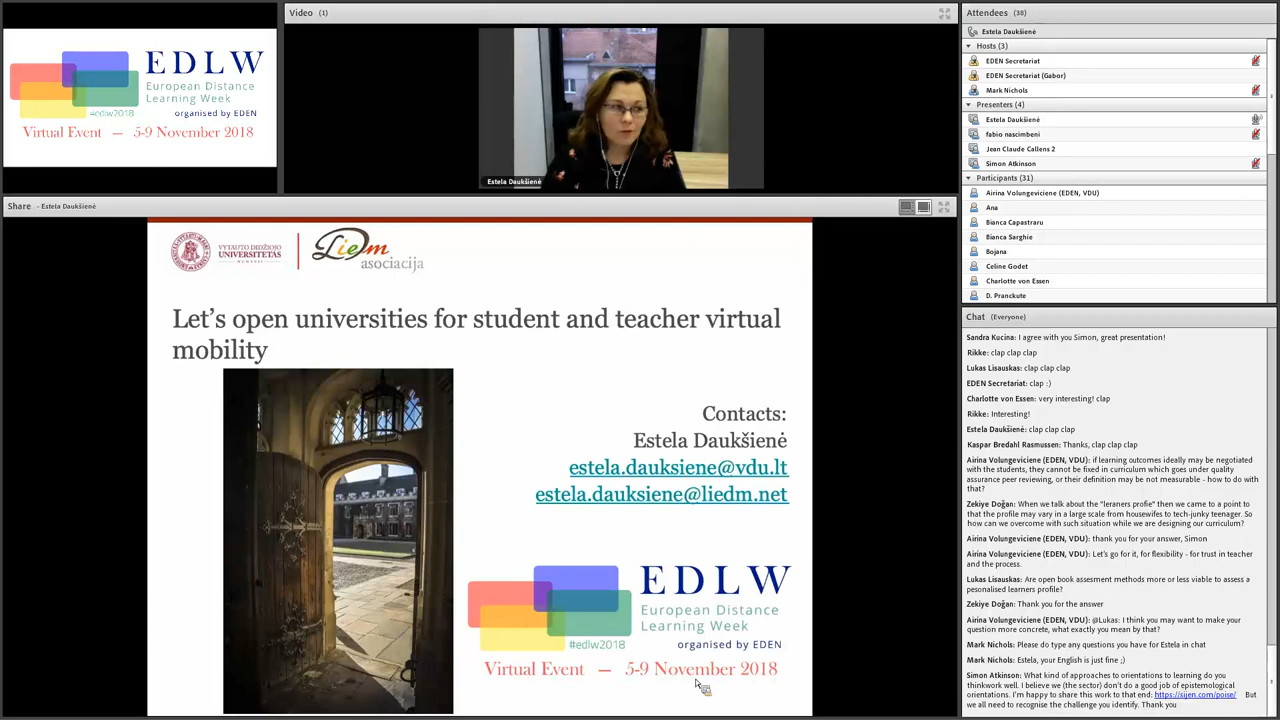 EDLW
European Distance
Learning Week
#edlw2018
organised by EDEN
Virtual Event — 5-9 November 2018
Video (1)
Estela Daukšienė
Share - Estela Daukšienė
VYTAUTO DIDŽIOJO
UNIVERSITETAS
MCMXXII
Liedm
asociacija
Let's open universities for student and teacher virtual
mobility
Contacts:
Estela Daukšienė
estela.dauksiene@vdu.lt
estela.dauksiene@liedm.net
EDLW
European Distance
Learning Week
#edlw2018
organised by EDEN
Virtual Event — 5-9 November 2018
Attendees (38)
Estela Daukšienė
Hosts (3)
EDEN Secretariat
EDEN Secretariat (Gabor)
Mark Nichols
Presenters (4)
Estela Daukšienė
fabio nascimbeni
Jean Claude Callens 2
Simon Atkinson
Participants (31)
Airina Volungeviciene (EDEN, VDU)
Ana
Bianca Capastraru
Bianca Sarghie
Bojana
Celine Godet
Charlotte von Essen
D. Pranckute
Chat (Everyone)
Sandra Kucina: I agree with you Simon, great presentation!
Rikke: clap clap clap
Lukas Lisauskas: clap clap clap
EDEN Secretariat: clap :)
Charlotte von Essen: very interesting! clap
Rikke: Interesting!
Estela Daukšienė: clap clap clap
Kaspar Bredahl Rasmussen: Thanks, clap clap clap
Airina Volungeviciene (EDEN, VDU): if learning outcomes ideally may be negotiated
with the students, they cannot be fixed in curriculum which goes under quality
assurance peer reviewing, or their definition may be not measurable - how to do with
that?
Zekiye Doğan: When we talk about the "leraners profie" then we came to a point to
that the profile may vary in a large scale from housewifes to tech-junky teenager. So
how can we overcome with such situation while we are designing our curriculum?
Airina Volungeviciene (EDEN, VDU): thank you for your answer, Simon
Airina Volungeviciene (EDEN, VDU): Let's go for it, for flexibility - for trust in teacher
and the process.
Lukas Lisauskas: Are open book assesment methods more or less viable to assess a
pesonalised learners profile?
Zekiye Doğan: Thank you for the answer
Airina Volungeviciene (EDEN, VDU): @Lukas: I think you may want to make your
question more concrete, what exactly you mean by that?
Mark Nichols: Please do type any questions you have for Estela in chat
Mark Nichols: Estela, your English is just fine ;)
Simon Atkinson: What kind of approaches to orientations to learning do you
thinkwork well. I believe we (the sector) don't do a good job of epistemological
orientations. I'm happy to share this work to that end: https://sijen.com/poise/ But
we all need to recognise the challenge you identify. Thank you